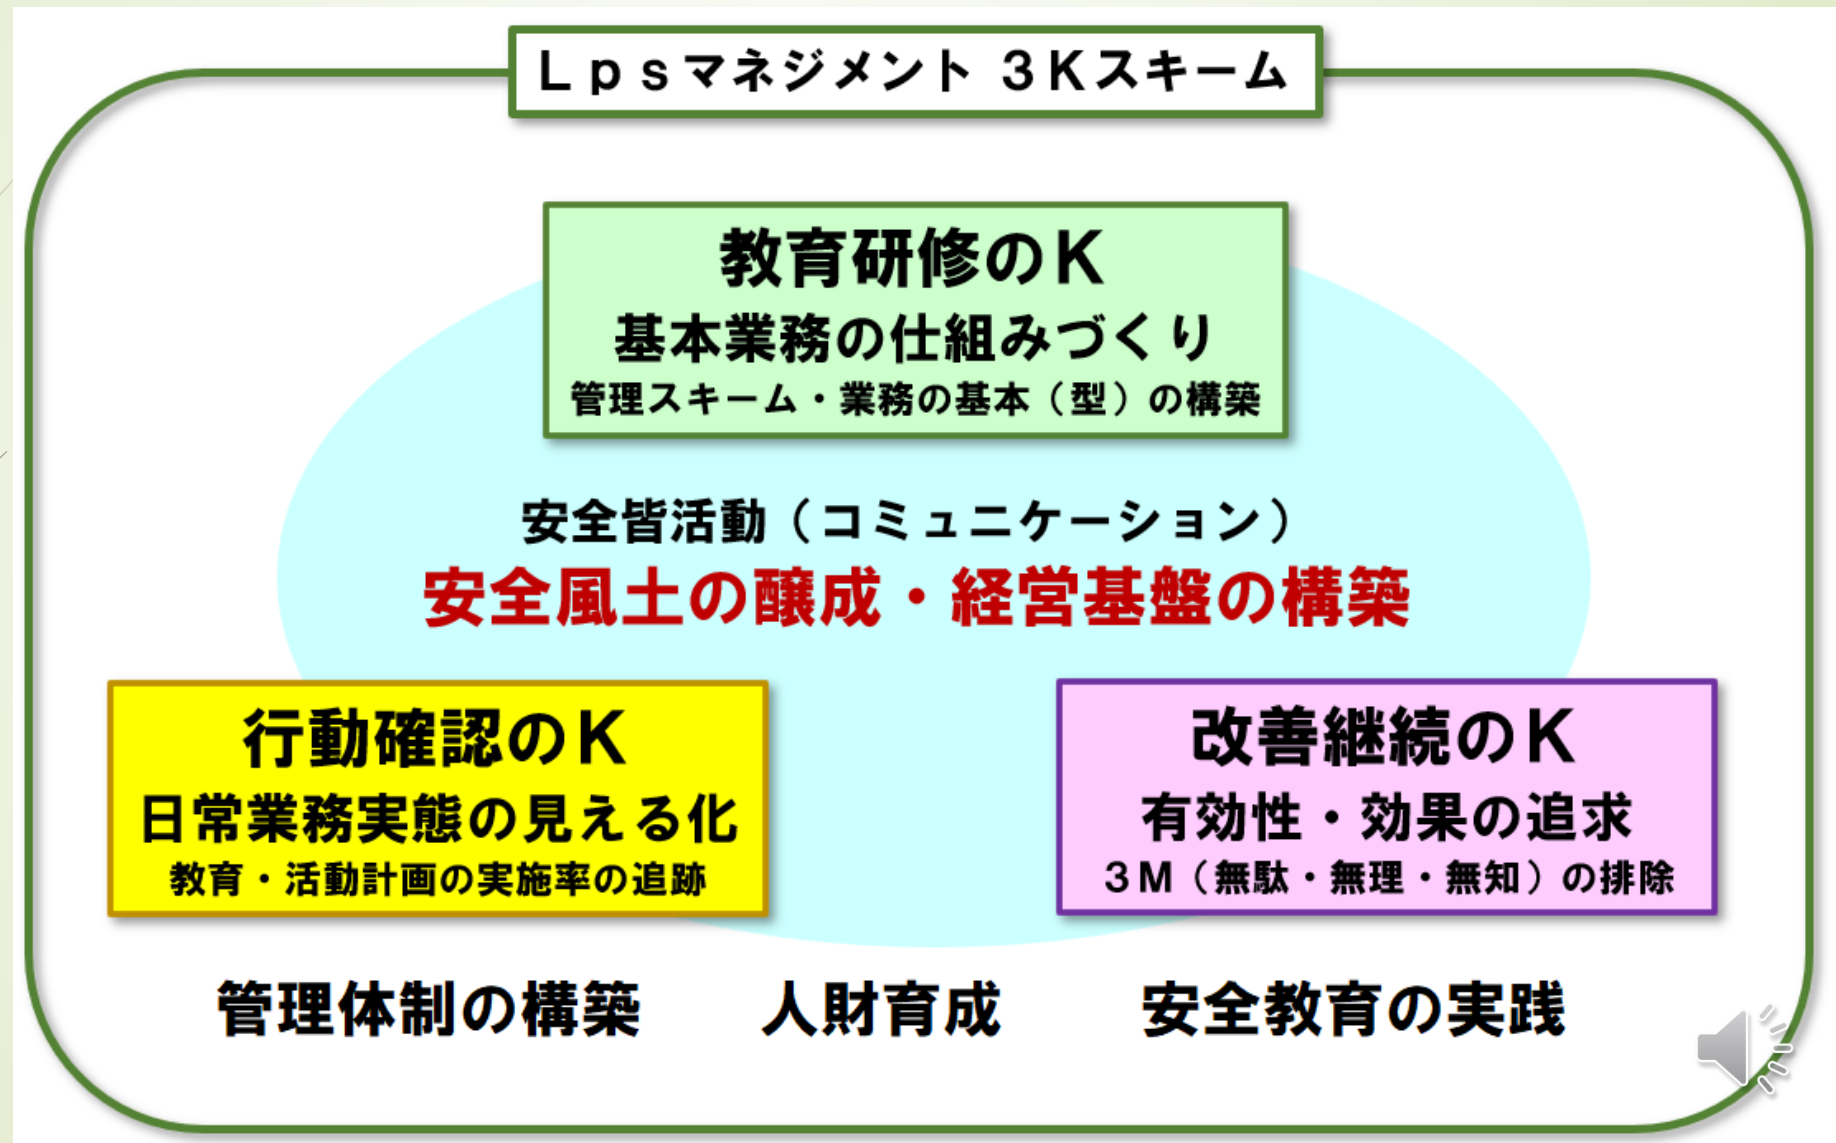 Ｌｐｓマネジメント ３Ｋスキーム
教育研修のＫ
基本業務の仕組みづくり
管理スキーム・業務の基本（型）の構築
安全皆活動（コミュニケーション）
安全風土の醸成・経営基盤の構築
行動確認のＫ
日常業務実態の見える化
教育・活動計画の実施率の追跡
改善継続のＫ
有効性・効果の追求
３Ｍ（無駄・無理・無知）の排除
管理体制の構築　人財育成　安全教育の実践